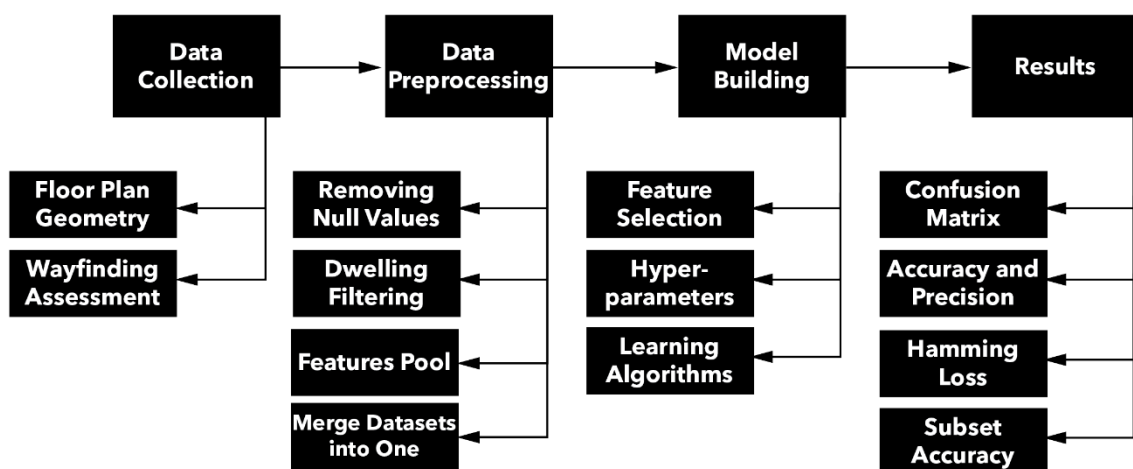 Data
Collection
Data
Preprocessing
Model
Building
Results
Floor Plan
Geometry
Wayfinding
Assessment
Removing
Null Values
Dwelling
Filtering
Features Pool
Merge Datasets
into One
Feature
Selection
Hyper-
parameters
Learning
Algorithms
Confusion
Matrix
Accuracy and
Precision
Hamming
Loss
Subset
Accuracy